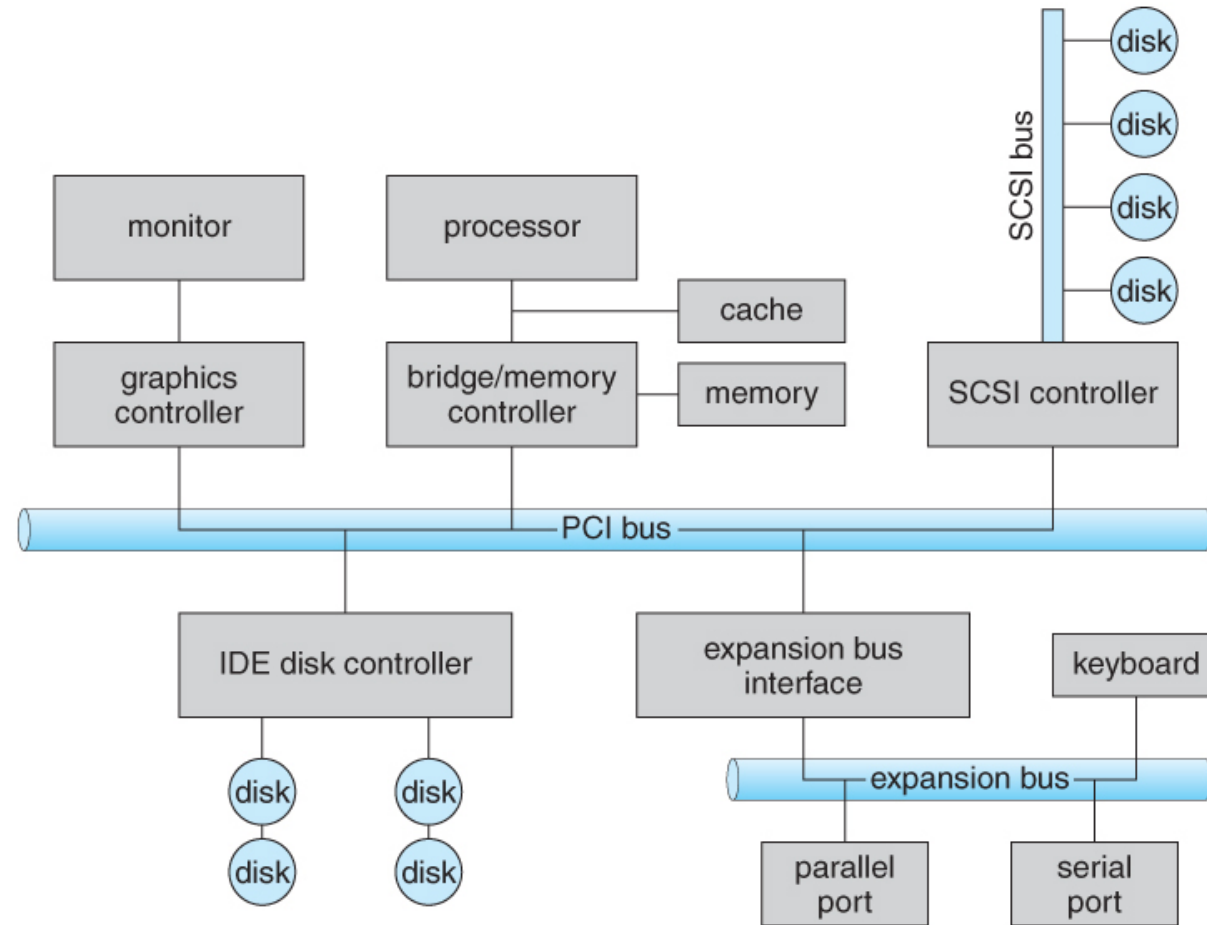 disk
disk
disk
disk
SCSI bus
monitor
processor
cache
graphics
controller
bridge/memory
controller
memory
SCSI controller
PCI bus
IDE disk controller
expansion bus
interface
keyboard
disk
disk
disk
disk
expansion bus
parallel
port
serial
port